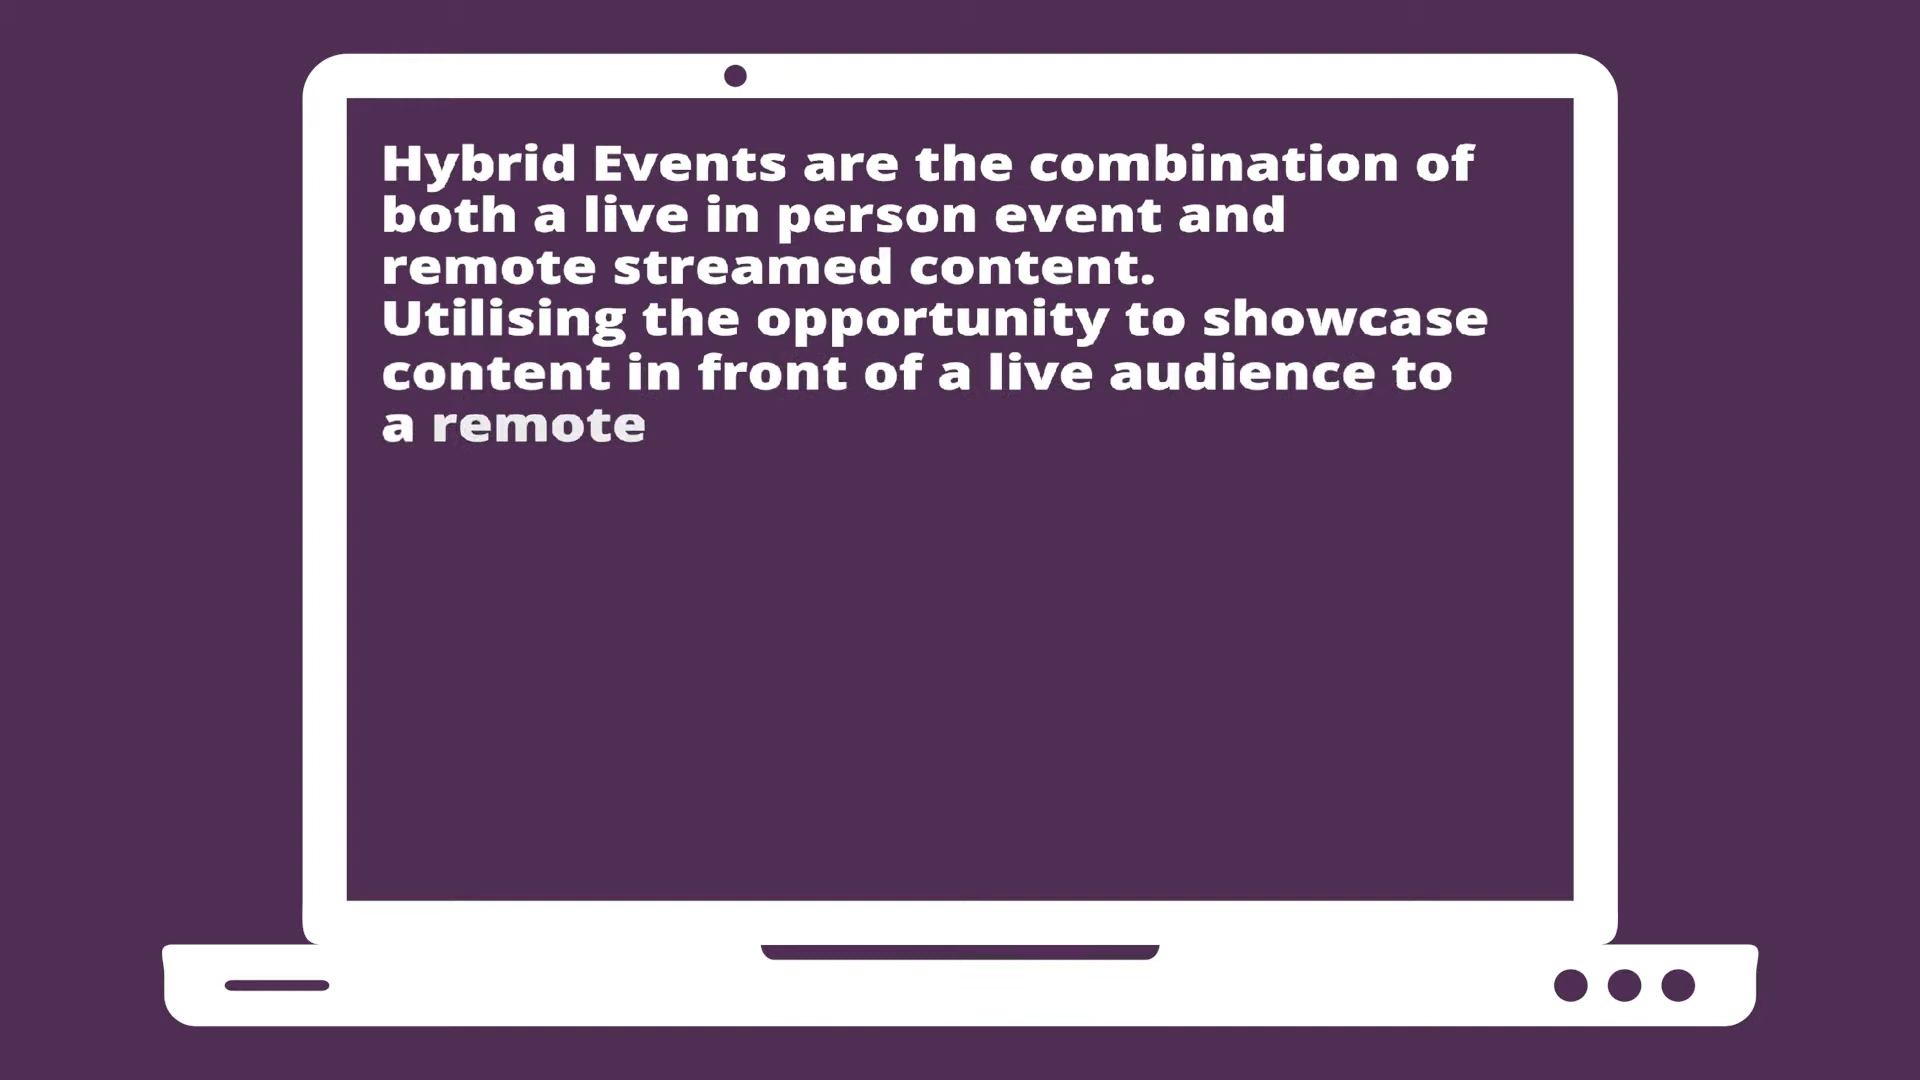 Hybrid Events are the combination of
both a live in person event and
remote streamed content.
Utilising the opportunity to showcase
content in front of a live audience to
a remote